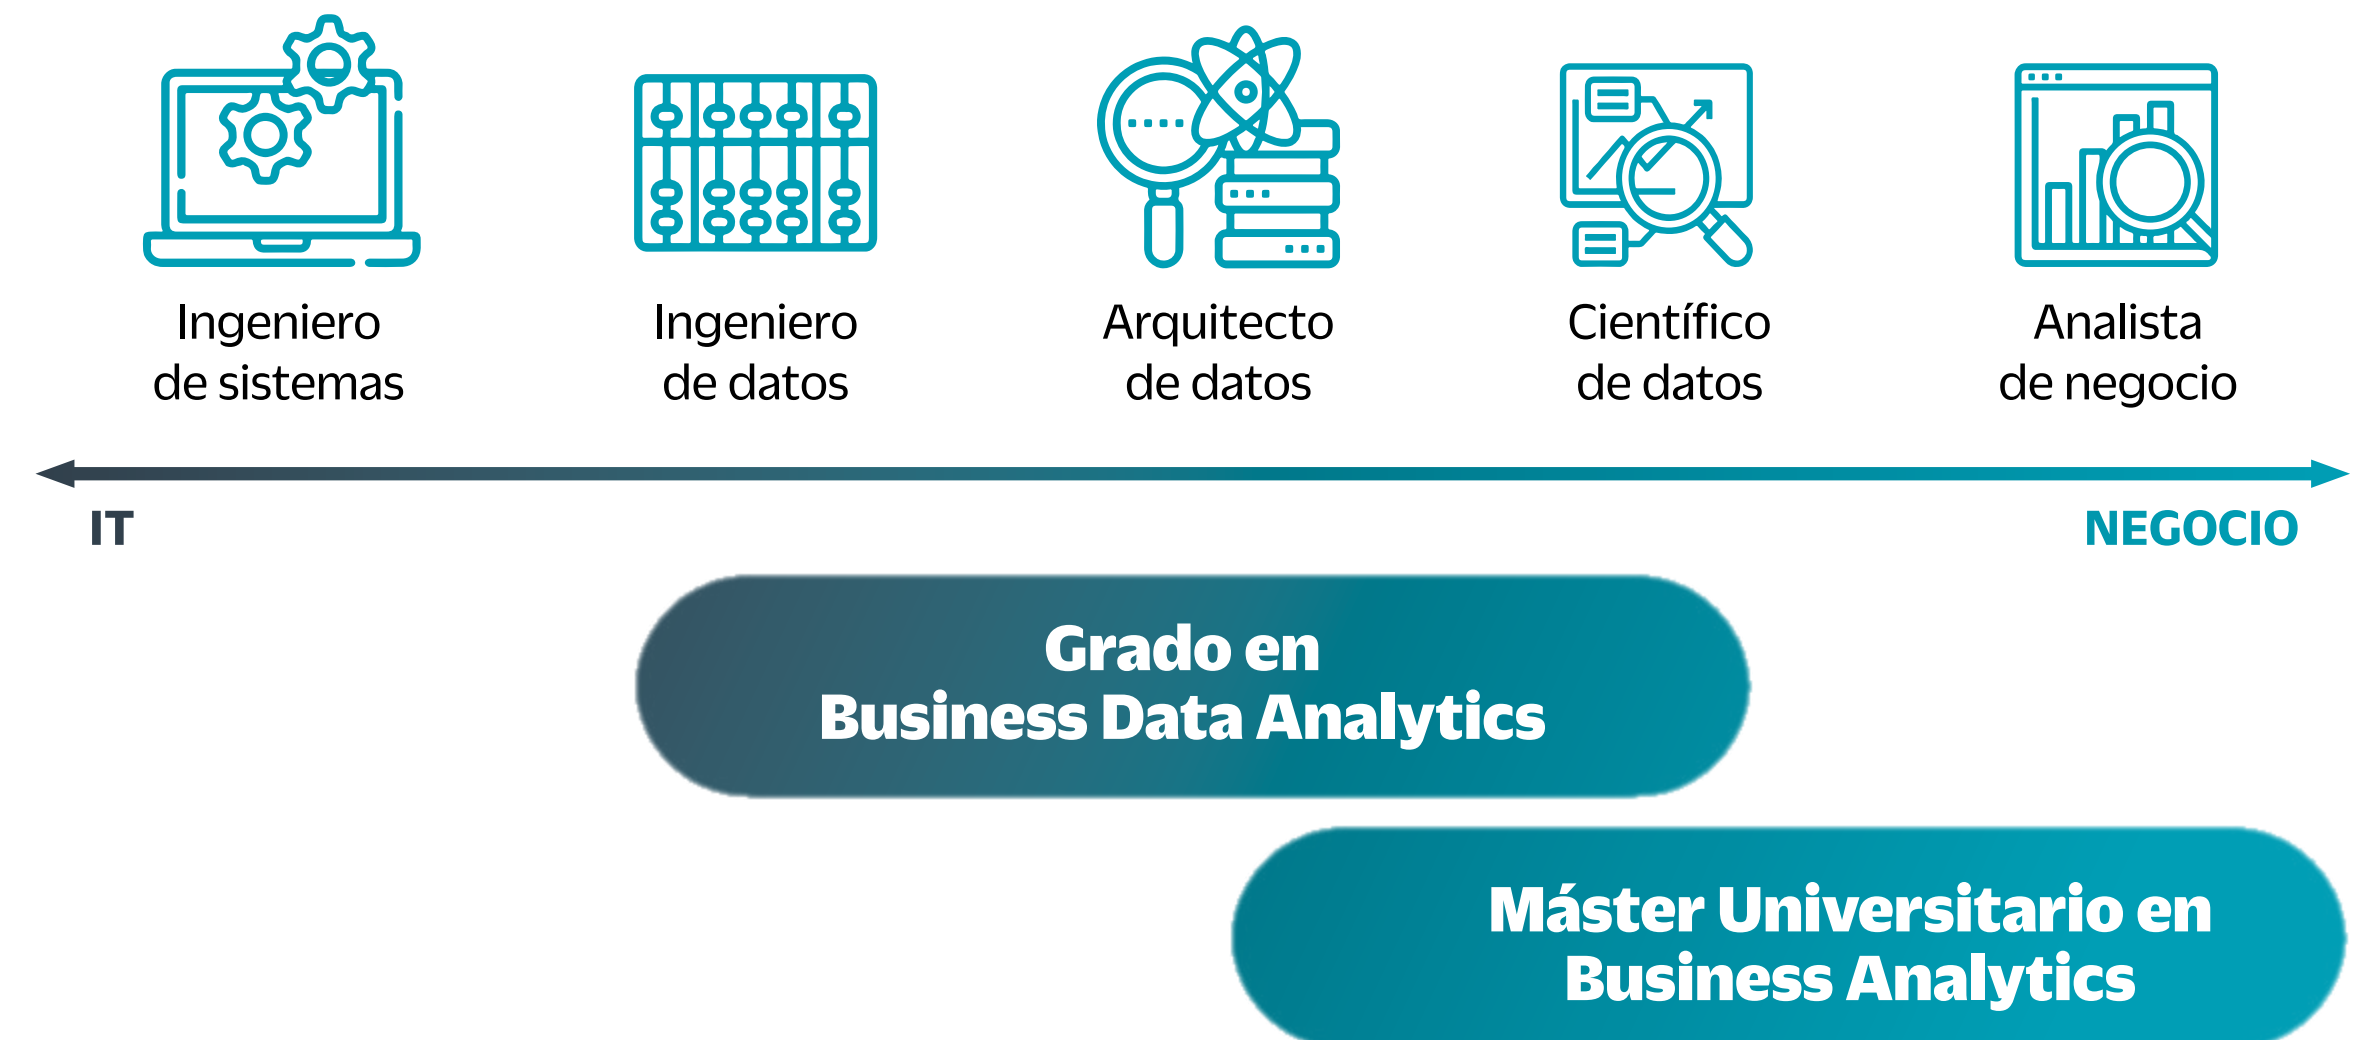 Ingeniero
de sistemas
Ingeniero
de datos
Arquitecto
de datos
Científico
de datos
Analista
de negocio
IT
NEGOCIO
Grado en
Business Data Analytics
Máster Universitario en
Business Analytics